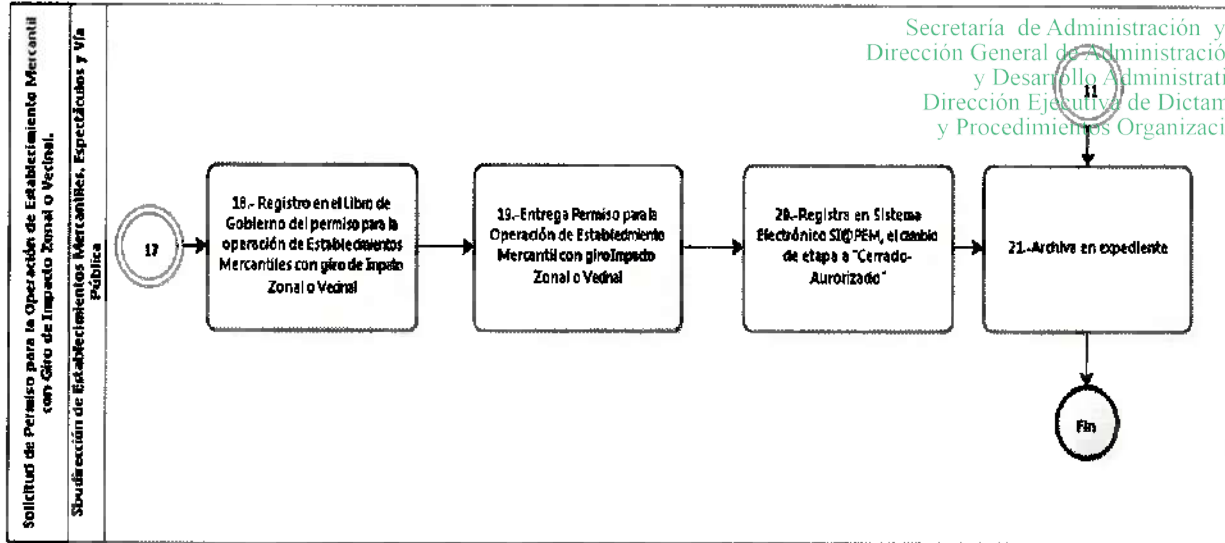 Solicitud de Permiso para la Operación de Establecimiento Mercantil
con Giro de Impacto Zonal o Vecinal.
Sbudirección de Establecimientos Mercantiles, Espectáculos y Vía
Pública
Secretaría de Administración y
Dirección General de Administració
y Desarrollo Administrati
Dirección Ejecutiva de Dictam
y Procedimientos Organizaci
11
17
18.- Registro en el Libro de
Gobierno del permiso para la
operación de Establecimientos
Mercantiles con giro de Impato
Zonal o Vecinal
19.-Entrega Permiso para la
Operación de Establecimiento
Mercantil con giroImpacto
Zonal o Vecinal
20.-Registra en Sistema
Electrónico SI@PEM, el cambio
de etapa a "Cerrado-
Aurorizado"
21.-Archiva en expediente
Fin